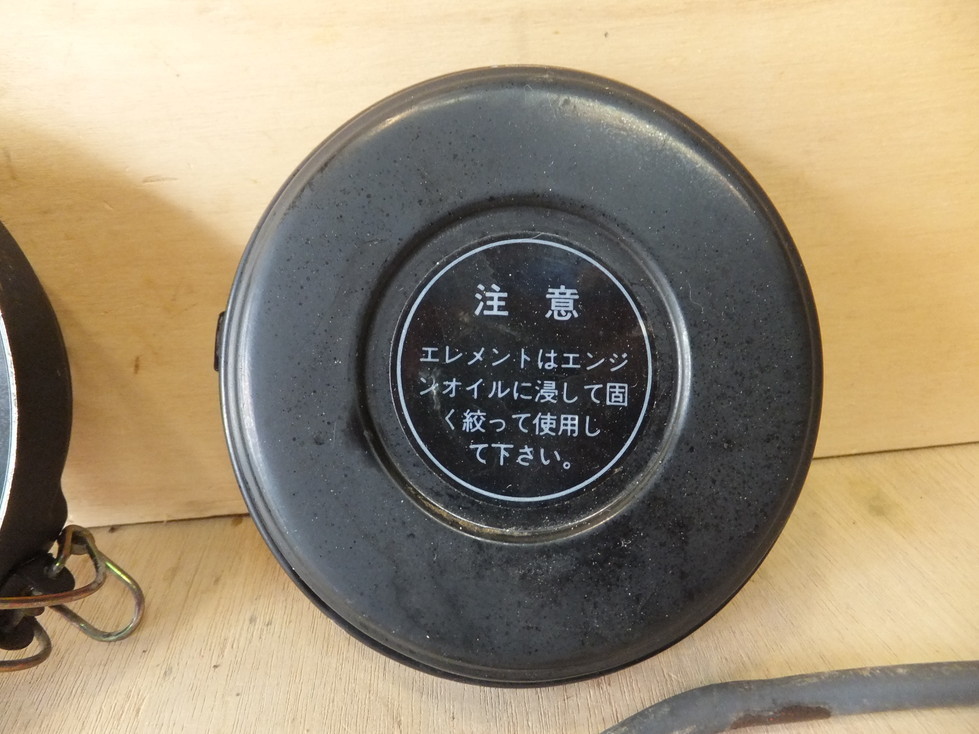 注意
エレメントはエンジ
ンオイルに浸して固
く絞って使用し
て下さい。